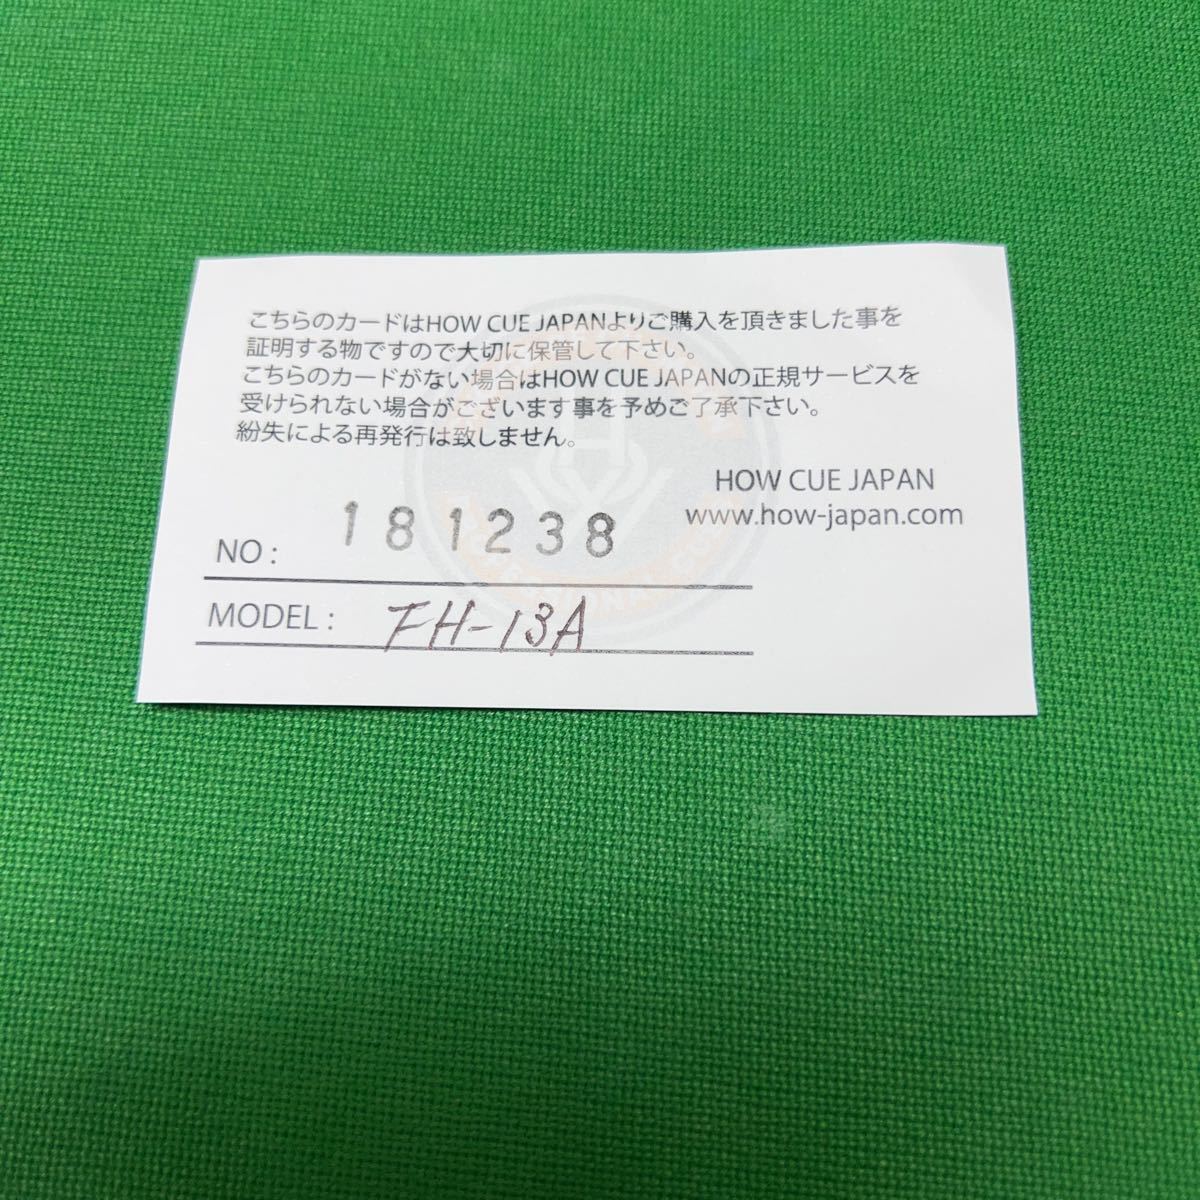 こちらのカードはHOW CUE JAPANよりご購入を頂きました事を
証明する物ですので大切に保管して下さい。
こちらのカードがない場合はHOW CUE JAPANの正規サービスを
受けられない場合がございます事を予めご了承下さい。
紛失による再発行は致しません。
HOW CUE JAPAN
www.how-japan.com
NO : 181238
MODEL : FH-13A